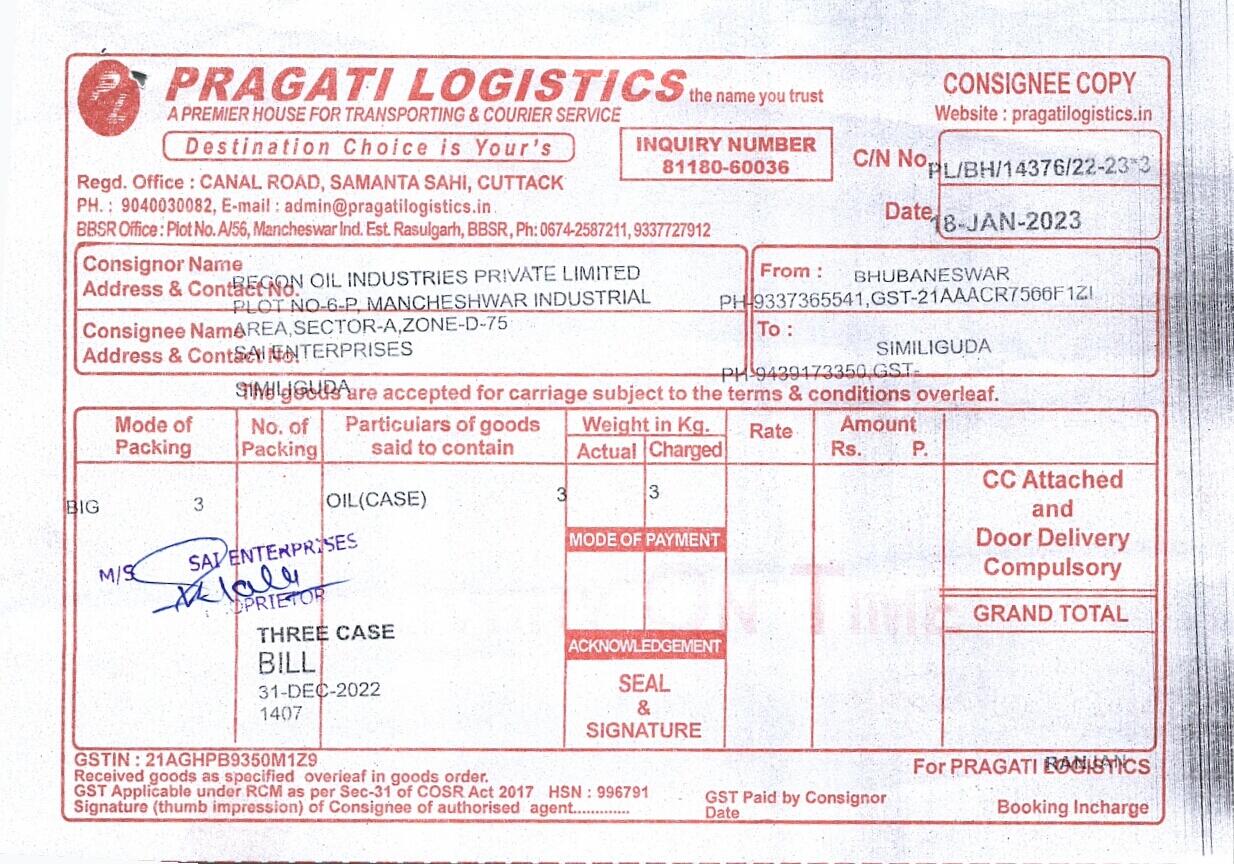 PRAGATI LOGISTICS the name you trust
A PREMIER HOUSE FOR TRANSPORTING & COURIER SERVICE
Destination Choice is Your's
INQUIRY NUMBER
81180-60036
CONSIGNEE COPY
Website : pragatilogistics.in
C/N No. PL/BH/14376/22-23*3
Date 18-JAN-2023
Regd. Office : CANAL ROAD, SAMANTA SAHI, CUTTACK
PH. : 9040030082, E-mail : admin@pragatilogistics.in
BBSR Office : Plot No. A/56, Mancheswar Ind. Est. Rasulgarh, BBSR, Ph: 0674-2587211, 9337727912
Consignor Name
REGON OIL INDUSTRIES PRIVATE LIMITED
Address & Contact No.
PLOT NO-6-P, MANCHESHWAR INDUSTRIAL
From : BHUBANESWAR
PH-9337365541,GST-21AAACR7566F1ZI
Consignee Name AREA,SECTOR-A,ZONE-D-75
Address & Contact No. SAI ENTERPRISES
To : SIMILIGUDA
PH-9439173350,GST-
SIMILIGUDA
The goods are accepted for carriage subject to the terms & conditions overleaf.
Mode of Packing
No. of Packing
Particulars of goods said to contain
Weight in Kg.
Actual Charged
Rate
Amount
Rs. P.
BIG 3 OIL(CASE) 3 3
CC Attached
and
Door Delivery
Compulsory
MODE OF PAYMENT
M/S SAI ENTERPRISES
OPRIETOR
GRAND TOTAL
THREE CASE
BILL
31-DEC-2022
1407
ACKNOWLEDGEMENT
SEAL
&
SIGNATURE
GSTIN : 21AGHPB9350M1Z9
Received goods as specified overleaf in goods order.
GST Applicable under RCM as per Sec-31 of COSR Act 2017 HSN : 996791
Signature (thumb impression) of Consignee of authorised agent.............
GST Paid by Consignor
Date
RANJAN
For PRAGATI LOGISTICS
Booking Incharge